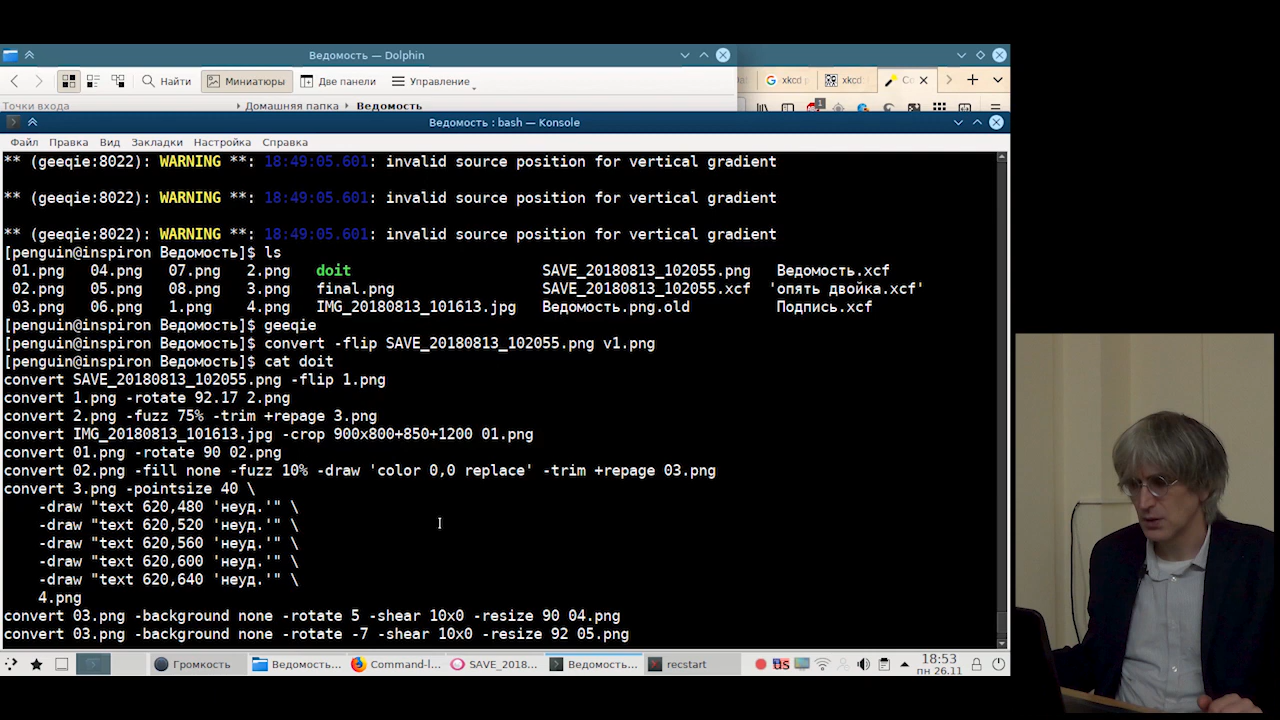 Ведомость — Dolphin
Найти Миниатюры Две панели Управление
xkcd p xkcd: Co
Точки входа Домашняя папка Ведомость
1
Ведомость : bash — Konsole
Файл Правка Вид Закладки Настройка Справка
** (geeqie:8022): WARNING **: 18:49:05.601: invalid source position for vertical gradient
** (geeqie:8022): WARNING **: 18:49:05.601: invalid source position for vertical gradient
** (geeqie:8022): WARNING **: 18:49:05.601: invalid source position for vertical gradient
[penguin@inspiron Ведомость]$ ls
01.png 04.png 07.png 2.png doit SAVE_20180813_102055.png Ведомость.xcf
02.png 05.png 08.png 3.png final.png SAVE_20180813_102055.xcf 'опять двойка.xcf'
03.png 06.png 1.png 4.png IMG_20180813_101613.jpg Ведомость.png.old Подпись.xcf
[penguin@inspiron Ведомость]$ geeqie
[penguin@inspiron Ведомость]$ convert -flip SAVE_20180813_102055.png v1.png
[penguin@inspiron Ведомость]$ cat doit
convert SAVE_20180813_102055.png -flip 1.png
convert 1.png -rotate 92.17 2.png
convert 2.png -fuzz 75% -trim +repage 3.png
convert IMG_20180813_101613.jpg -crop 900x800+850+1200 01.png
convert 01.png -rotate 90 02.png
convert 02.png -fill none -fuzz 10% -draw 'color 0,0 replace' -trim +repage 03.png
convert 3.png -pointsize 40 \
-draw "text 620,480 'неуд.'" \
-draw "text 620,520 'неуд.'" \
-draw "text 620,560 'неуд.'" \
-draw "text 620,600 'неуд.'" \
-draw "text 620,640 'неуд.'" \
4.png
convert 03.png -background none -rotate 5 -shear 10x0 -resize 90 04.png
convert 03.png -background none -rotate -7 -shear 10x0 -resize 92 05.png
Громкость Ведомость... Command-l... SAVE_2018... Ведомость... recstart us 18:53
пн 26.11